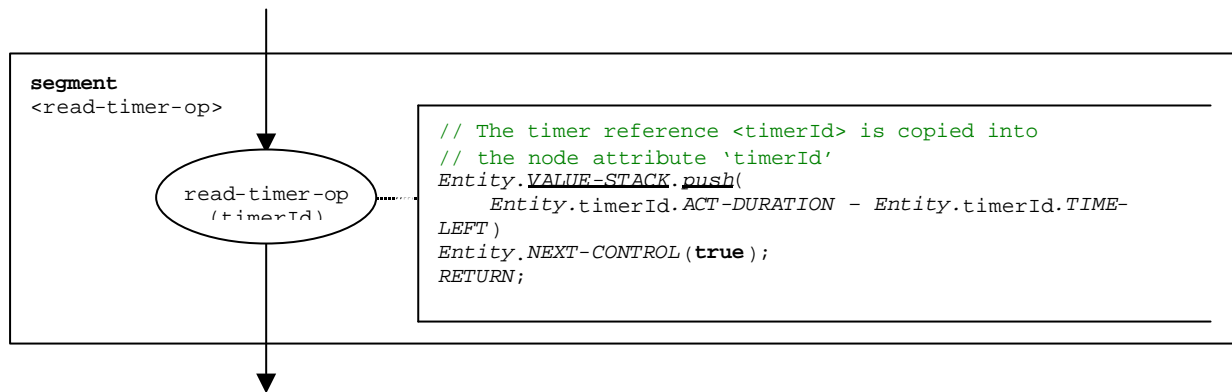 segment
<read-timer-op>
read-timer-op
(timerId)
// The timer reference <timerId> is copied into
// the node attribute ‘timerId’
Entity.VALUE-STACK.push(
Entity.timerId.ACT-DURATION – Entity.timerId.TIME-
LEFT)
Entity.NEXT-CONTROL(true);
RETURN;